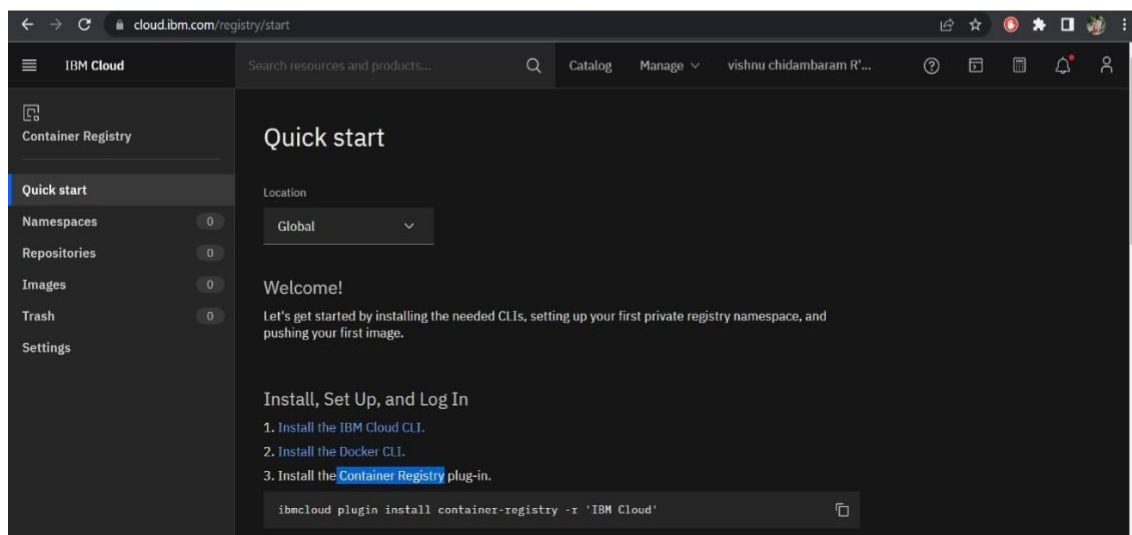 cloud.ibm.com/registry/start
IBM Cloud
Search resources and products...
Catalog
Manage
vishnu chidambaram R'...
Container Registry
Quick start
Namespaces 0
Repositories 0
Images 0
Trash 0
Settings
Quick start
Location
Global
Welcome!
Let's get started by installing the needed CLIs, setting up your first private registry namespace, and
pushing your first image.
Install, Set Up, and Log In
1. Install the IBM Cloud CLI.
2. Install the Docker CLI.
3. Install the Container Registry plug-in.
ibmcloud plugin install container-registry -r 'IBM Cloud'